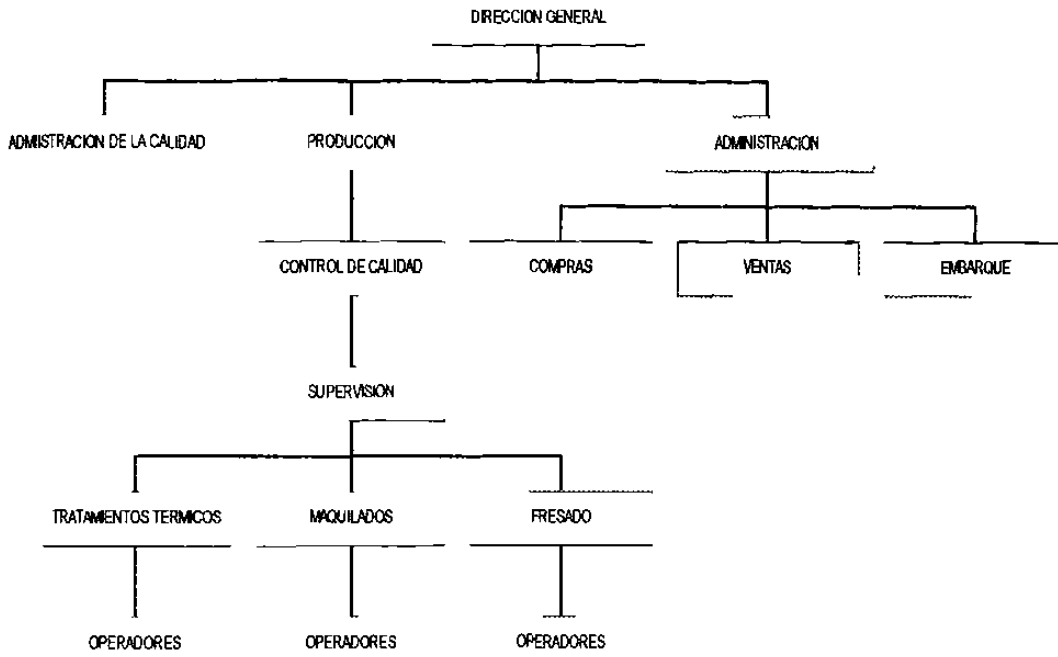 DIRECCION GENERAL
ADMISTRACION DE LA CALIDAD
PRODUCCION
ADMINISTRACION
CONTROL DE CALIDAD
COMPRAS
VENTAS
EMBARQUE
SUPERVISION
TRATAMIENTOS TERMICOS
MAQUILADOS
FRESADO
OPERADORES
OPERADORES
OPERADORES